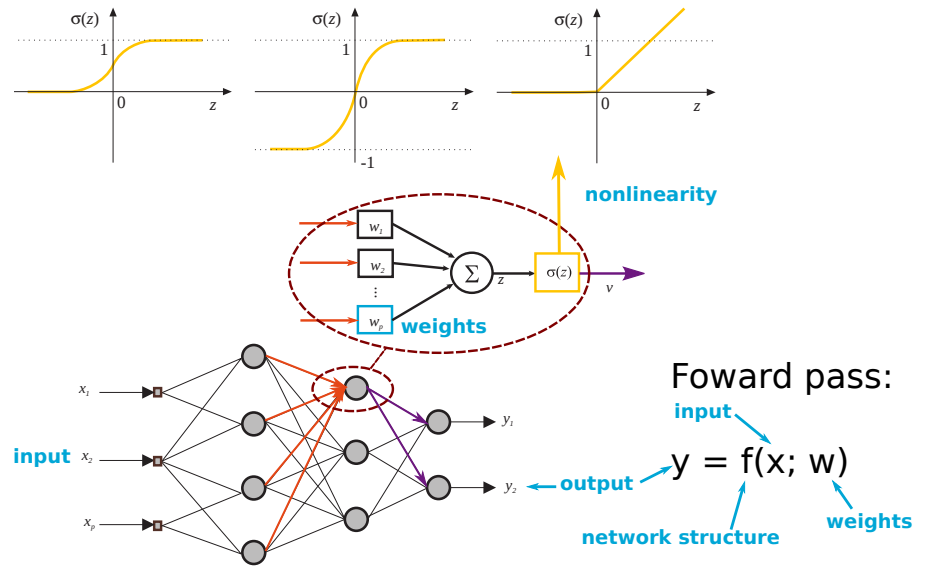 σ(z)
1
0
z
σ(z)
1
0
z
-1
σ(z)
1
0
z
nonlinearity
w1
w2
⋮
wp
weights
Σ
z
σ(z)
v
input
x1
x2
xp
y1
y2
output
Foward pass:
input
y = f(x; w)
network structure
weights